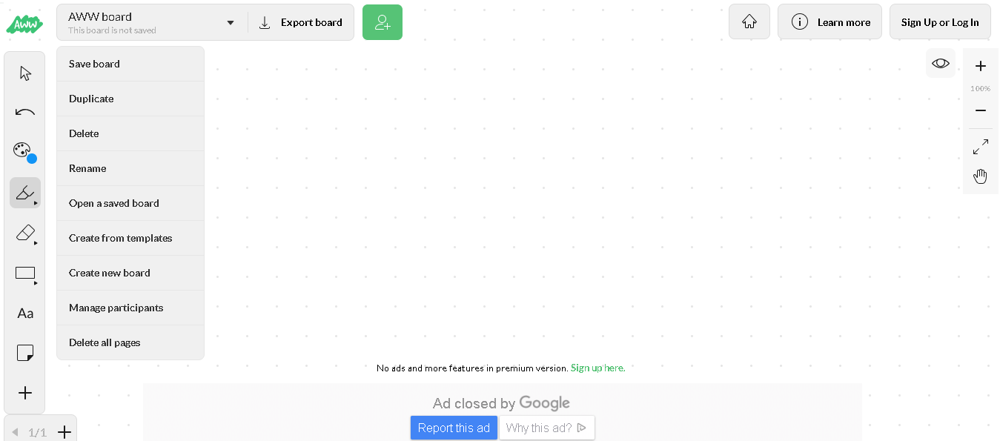 AWW
AWW board
This board is not saved
Export board
Learn more
Sign Up or Log In
Save board
Duplicate
Delete
Rename
Open a saved board
Create from templates
Create new board
Manage participants
Delete all pages
100%
Aa
No ads and more features in premium version. Sign up here.
Ad closed by Google
Report this ad
Why this ad?
1/1